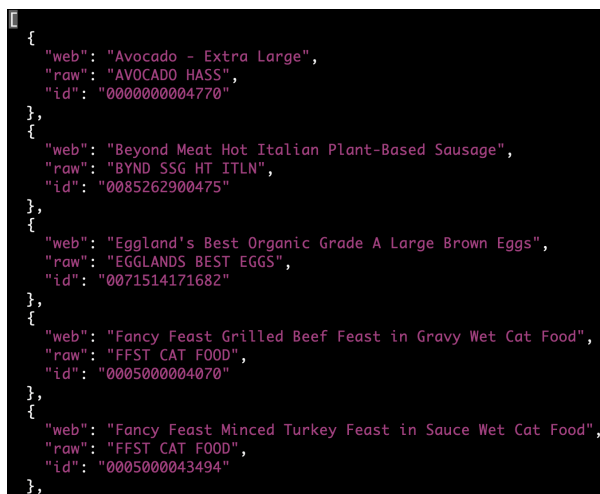 [
{
"web": "Avocado - Extra Large",
"raw": "AVOCADO HASS",
"id": "0000000004770"
},
{
"web": "Beyond Meat Hot Italian Plant-Based Sausage",
"raw": "BYND SSG HT ITLN",
"id": "0085262900475"
},
{
"web": "Eggland's Best Organic Grade A Large Brown Eggs",
"raw": "EGGLANDS BEST EGGS",
"id": "0071514171682"
},
{
"web": "Fancy Feast Grilled Beef Feast in Gravy Wet Cat Food",
"raw": "FFST CAT FOOD",
"id": "0005000004070"
},
{
"web": "Fancy Feast Minced Turkey Feast in Sauce Wet Cat Food",
"raw": "FFST CAT FOOD",
"id": "0005000043494"
},